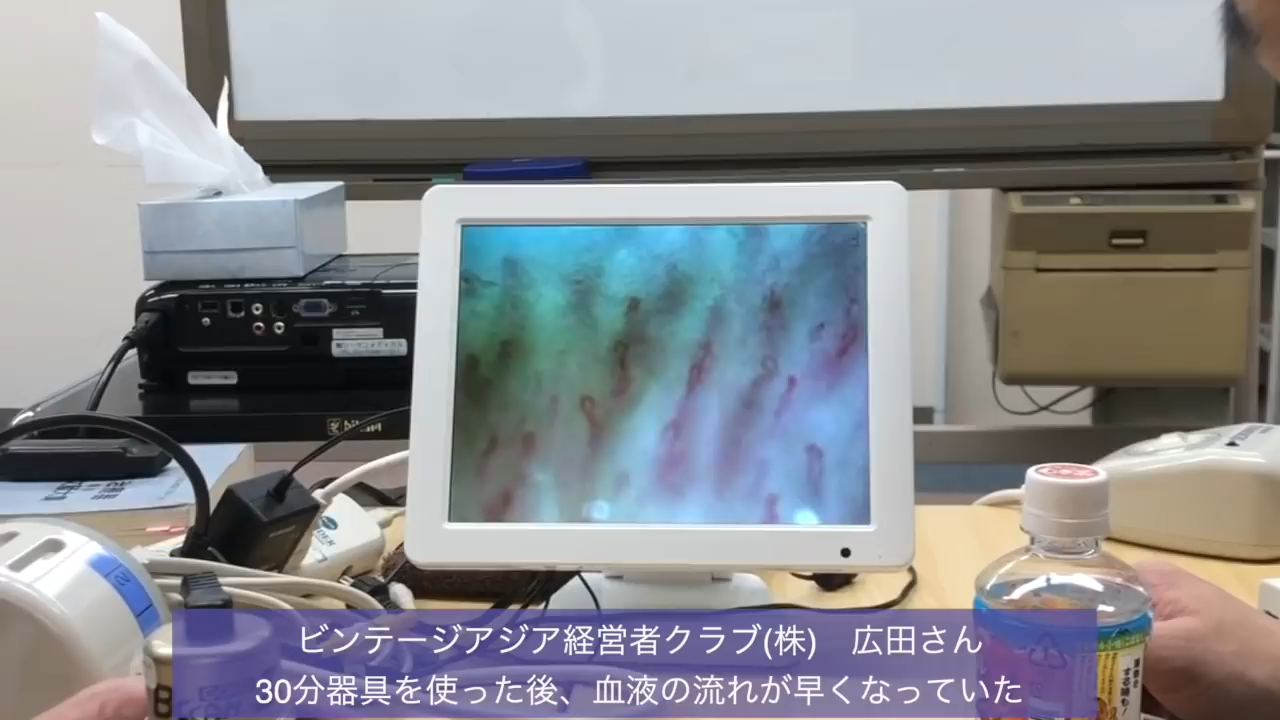 ビンテージアジア経営者クラブ(株)　広田さん
30分器具を使った後、血液の流れが早くなっていた